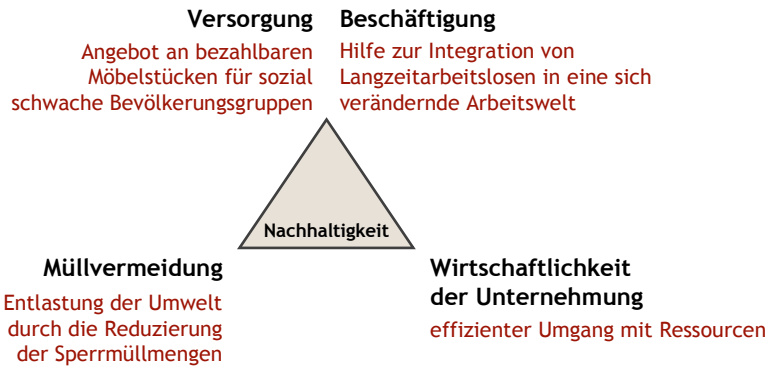 Versorgung
Angebot an bezahlbaren
Möbelstücken für sozial
schwache Bevölkerungsgruppen
Beschäftigung
Hilfe zur Integration von
Langzeitarbeitslosen in eine sich
verändernde Arbeitswelt
Nachhaltigkeit
Müllvermeidung
Entlastung der Umwelt
durch die Reduzierung
der Sperrmüllmengen
Wirtschaftlichkeit
der Unternehmung
effizienter Umgang mit Ressourcen